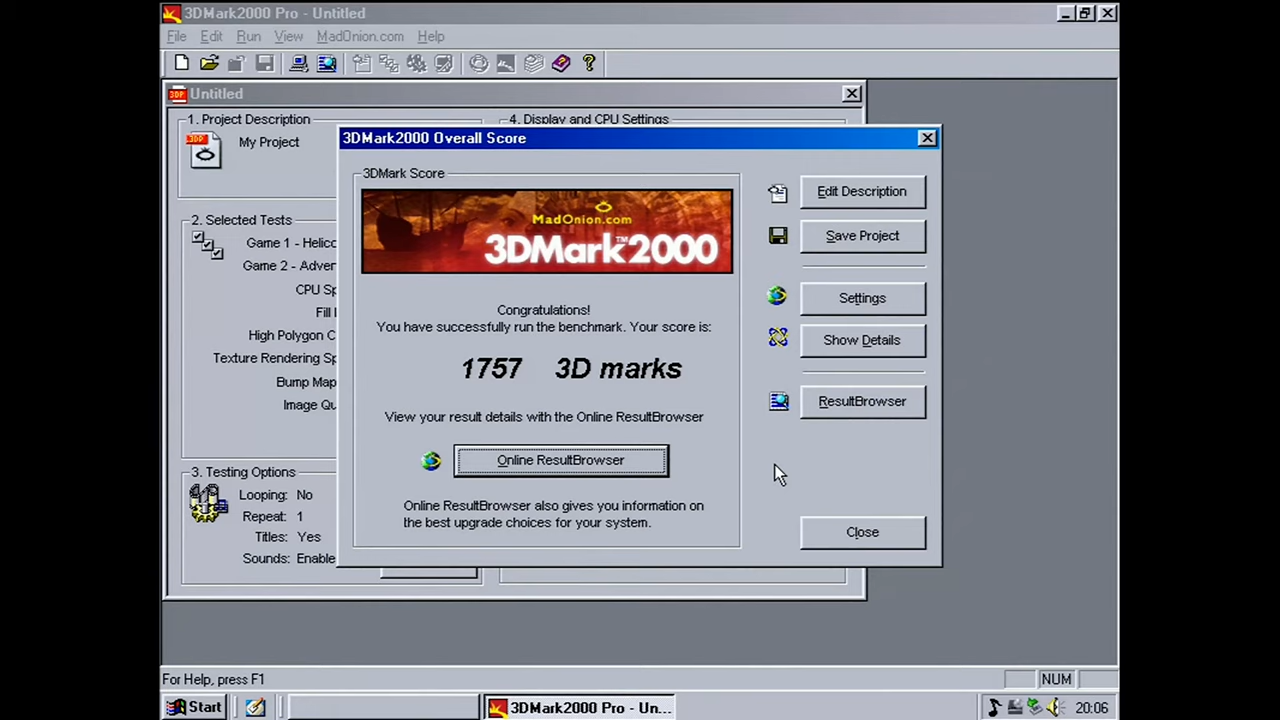 3DMark2000 Pro - Untitled
File Edit Run View MadOnion.com Help
Untitled
1. Project Description
My Project
4. Display and CPU Settings
2. Selected Tests
Game 1 - Helico
Game 2 - Adver
CPU Sp
Fill
High Polygon C
Texture Rendering Sp
Bump Map
Image Qu
3. Testing Options
Looping: No
Repeat: 1
Titles: Yes
Sounds: Enable
3DMark2000 Overall Score
3DMark Score
MadOnion.com
3DMark™2000
Congratulations!
You have successfully run the benchmark. Your score is:
1757 3D marks
View your result details with the Online ResultBrowser
Online ResultBrowser
Online ResultBrowser also gives you information on
the best upgrade choices for your system.
Edit Description
Save Project
Settings
Show Details
ResultBrowser
Close
For Help, press F1
NUM
Start
3DMark2000 Pro - Un...
20:06